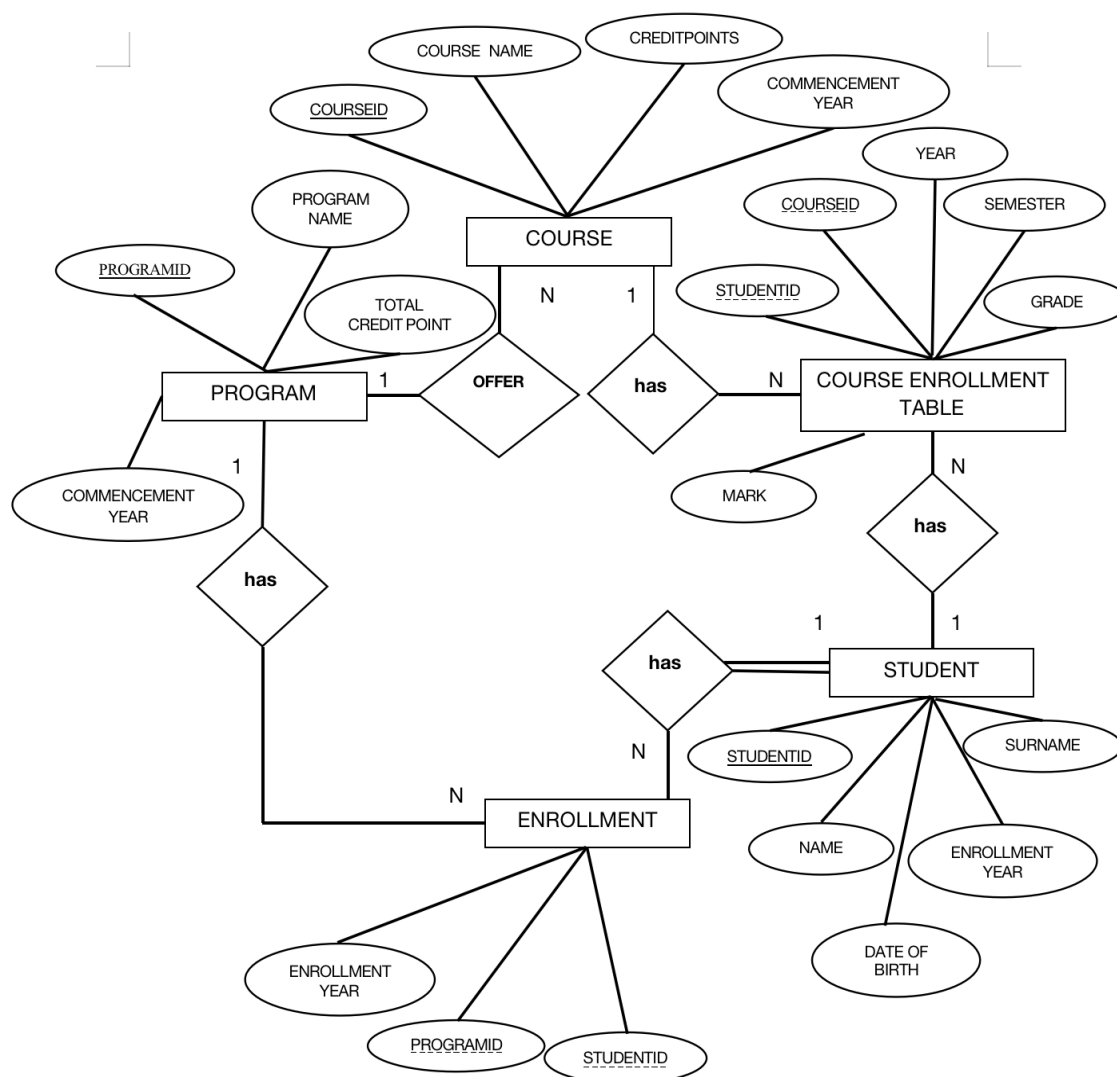 CREDITPOINTS
COURSE NAME
COMMENCEMENT
YEAR
COURSEID
YEAR
PROGRAM
NAME
COURSEID
SEMESTER
COURSE
PROGRAMID
STUDENTID
N
1
TOTAL
CREDIT POINT
GRADE
PROGRAM
1
OFFER
has
N
COURSE ENROLLMENT
TABLE
1
N
COMMENCEMENT
YEAR
MARK
has
has
1
1
has
STUDENT
STUDENTID
SURNAME
N
N
ENROLLMENT
NAME
ENROLLMENT
YEAR
DATE OF
BIRTH
ENROLLMENT
YEAR
PROGRAMID
STUDENTID